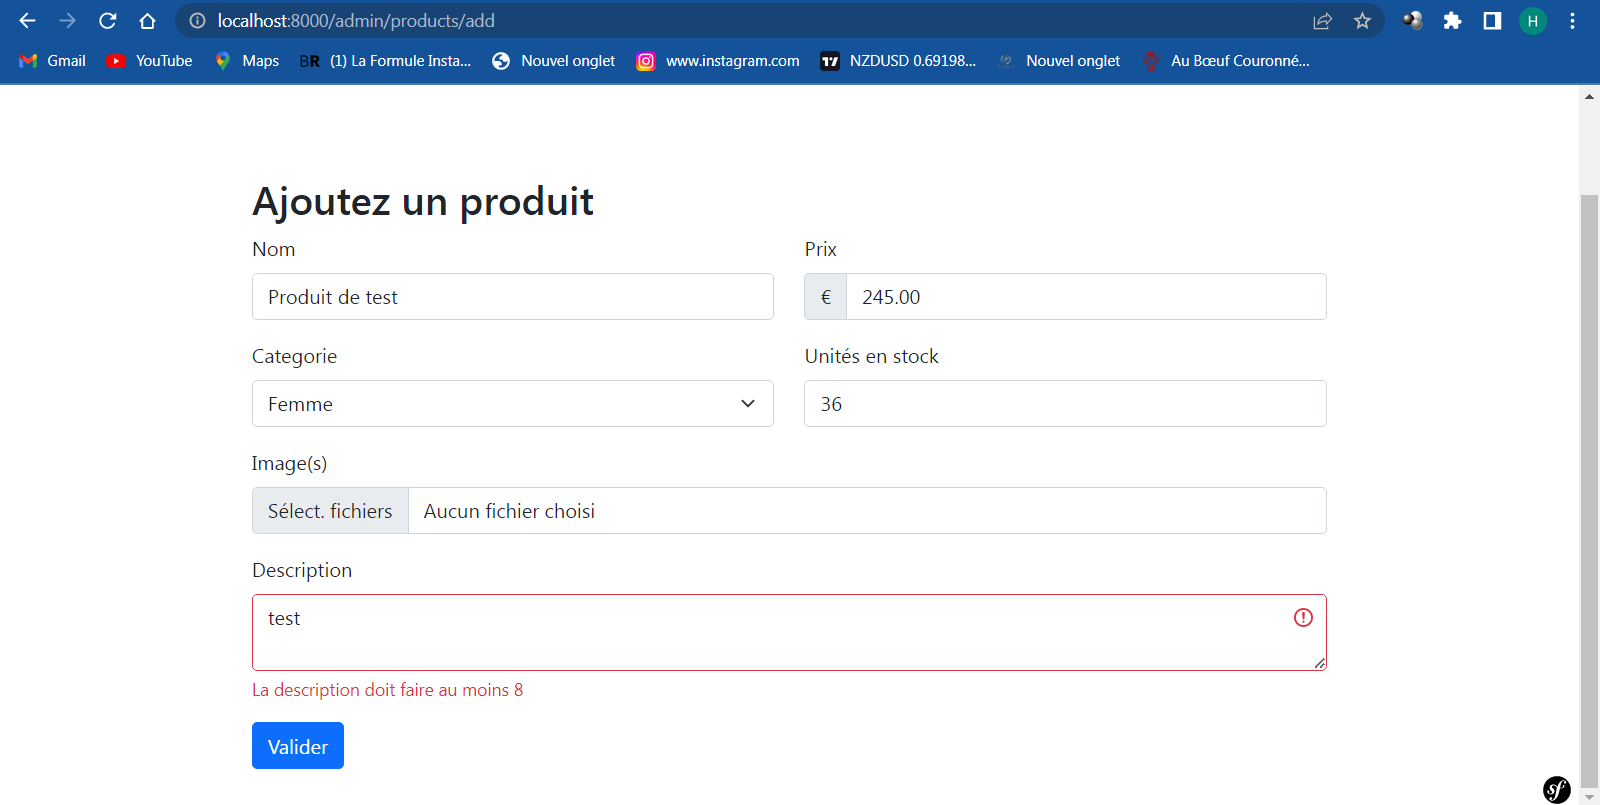 localhost:8000/admin/products/add
H
Gmail YouTube Maps BR (1) La Formule Insta... Nouvel onglet www.instagram.com NZDUSD 0.69198... Nouvel onglet Au Bœuf Couronné...
Ajoutez un produit
Nom Prix
Produit de test € 245.00
Categorie Unités en stock
Femme 36
Image(s)
Sélect. fichiers Aucun fichier choisi
Description
test
La description doit faire au moins 8
Valider
sf